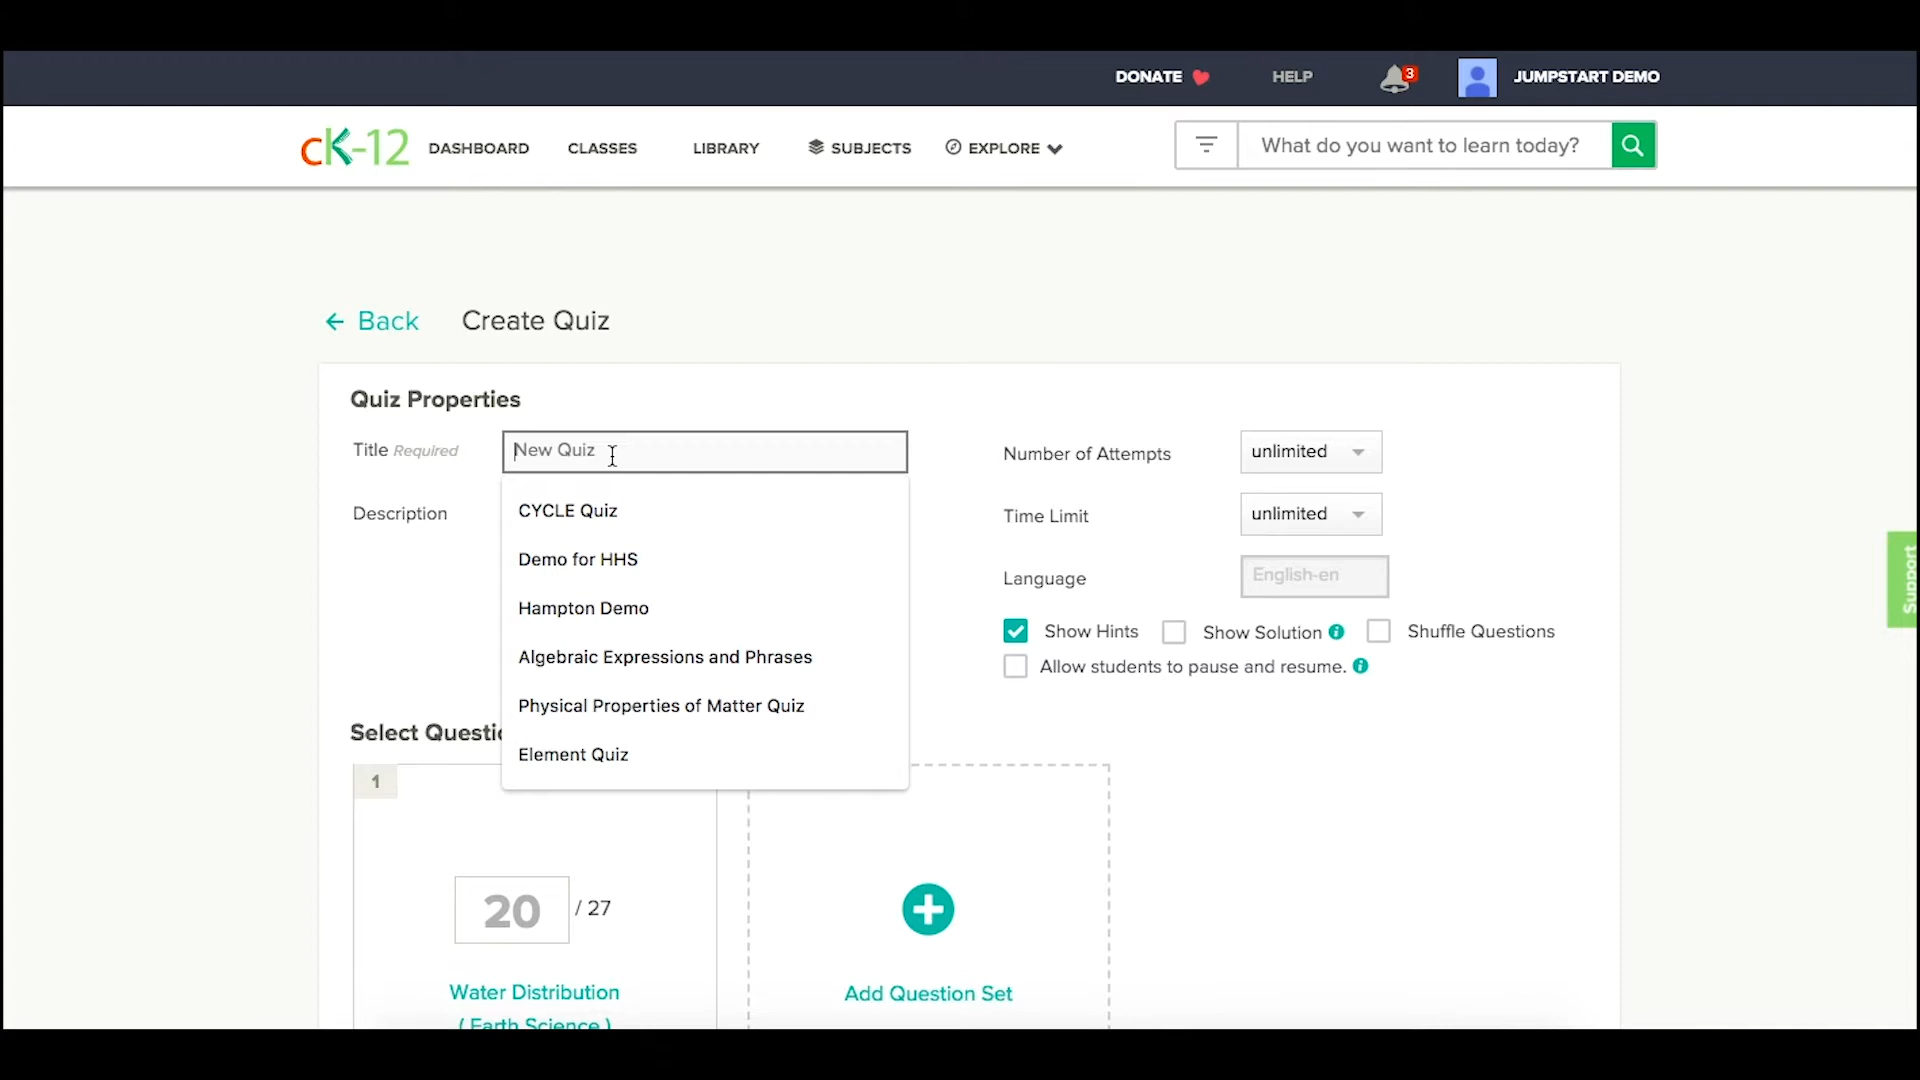 DONATE HELP 3 JUMPSTART DEMO
cK-12 DASHBOARD CLASSES LIBRARY SUBJECTS EXPLORE What do you want to learn today?
Back Create Quiz
Quiz Properties
Title Required New Quiz
Number of Attempts unlimited
Description
CYCLE Quiz
Demo for HHS
Hampton Demo
Algebraic Expressions and Phrases
Physical Properties of Matter Quiz
Element Quiz
Time Limit unlimited
Language English-en
Show Hints Show Solution Shuffle Questions
Allow students to pause and resume.
Support
Select Questio
1
20 / 27
Water Distribution
( Earth Science )
Add Question Set